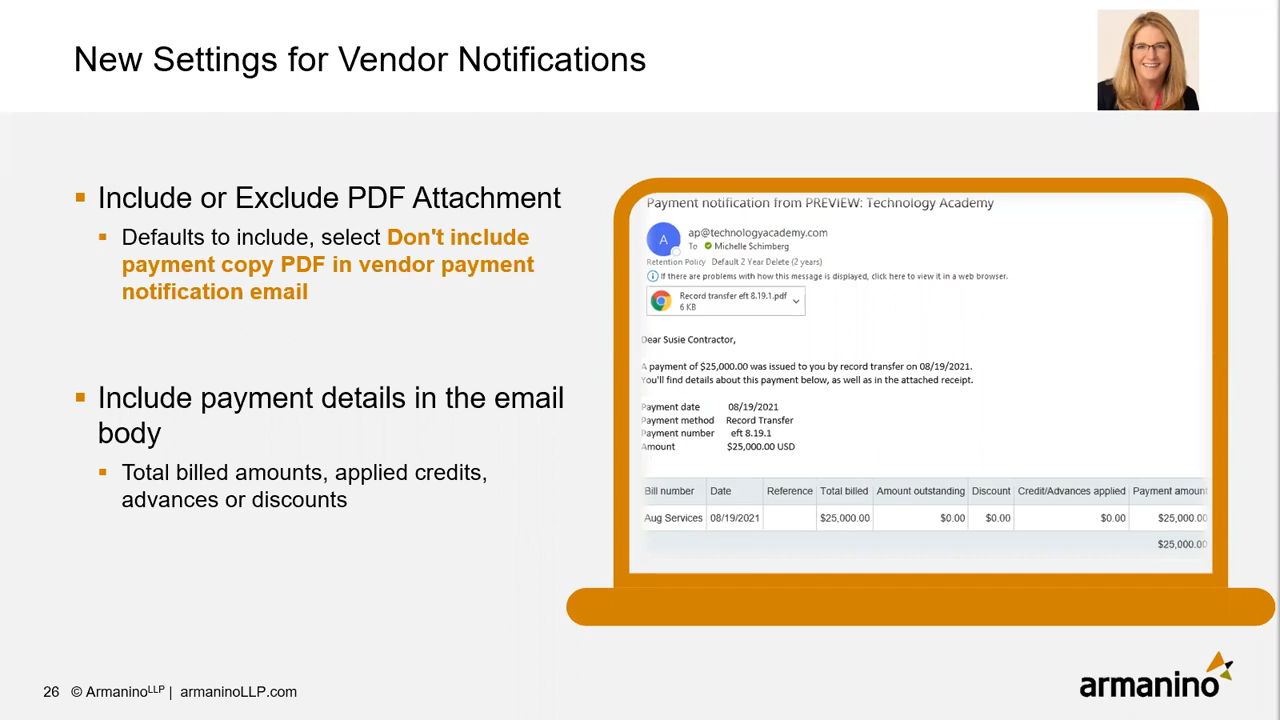 New Settings for Vendor Notifications
▪ Include or Exclude PDF Attachment
▪ Defaults to include, select Don't include
payment copy PDF in vendor payment
notification email
▪ Include payment details in the email
body
▪ Total billed amounts, applied credits,
advances or discounts
Payment notification from PREVIEW: Technology Academy
A
ap@technologyacademy.com
To Michelle Schimberg
Retention Policy Default 2 Year Delete (2 years)
If there are problems with how this message is displayed, click here to view it in a web browser.
Record transfer eft 8.19.1.pdf
6 KB
Dear Susie Contractor,
A payment of $25,000.00 was issued to you by record transfer on 08/19/2021.
You'll find details about this payment below, as well as in the attached receipt.
Payment date 08/19/2021
Payment method Record Transfer
Payment number eft 8.19.1
Amount $25,000.00 USD
Bill number Date Reference Total billed Amount outstanding Discount Credit/Advances applied Payment amount
Aug Services 08/19/2021 $25,000.00 $0.00 $0.00 $0.00 $25,000.00
$25,000.00
26 © ArmaninoLLP | armaninoLLP.com
armanino